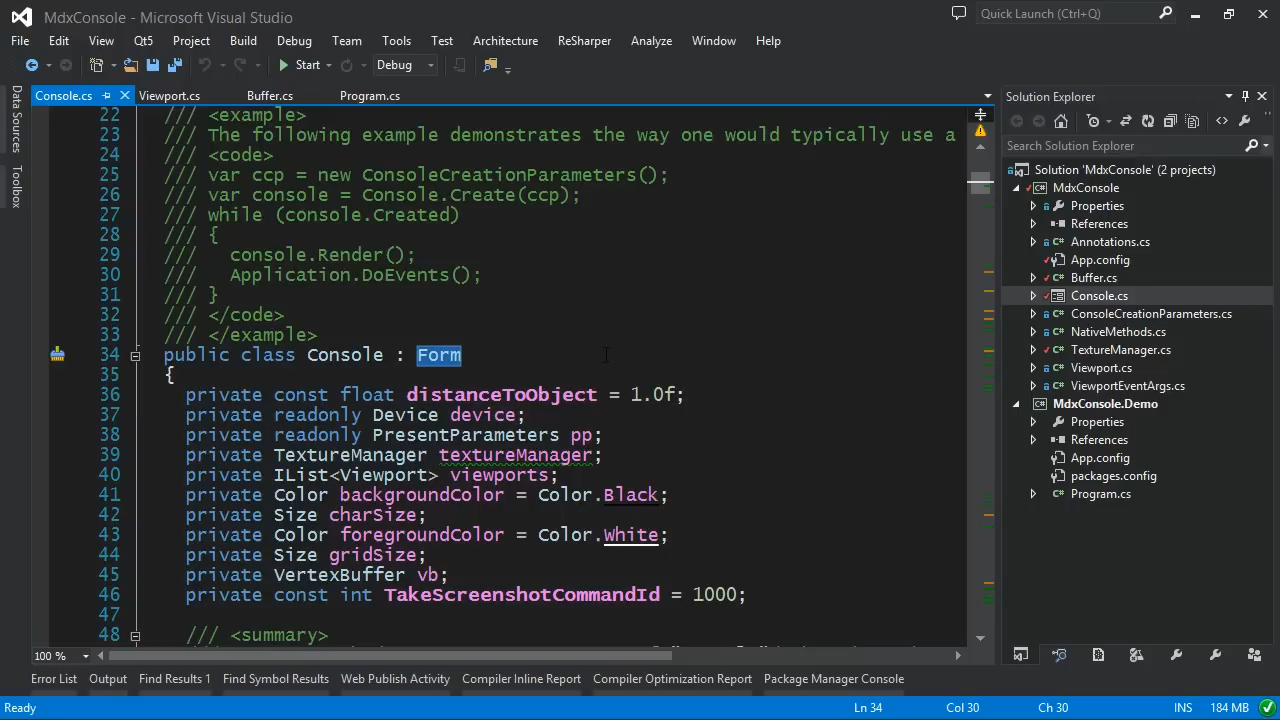 MdxConsole - Microsoft Visual Studio
Quick Launch (Ctrl+Q)
File Edit View Qt5 Project Build Debug Team Tools Test Architecture ReSharper Analyze Window Help
Start Debug
Console.cs Viewport.cs Buffer.cs Program.cs
Data Sources
Toolbox
22 /// <example>
23 /// The following example demonstrates the way one would typically use a
24 /// <code>
25 /// var ccp = new ConsoleCreationParameters();
26 /// var console = Console.Create(ccp);
27 /// while (console.Created)
28 /// {
29 ///   console.Render();
30 ///   Application.DoEvents();
31 /// }
32 /// </code>
33 /// </example>
34 public class Console : Form
35 {
36   private const float distanceToObject = 1.0f;
37   private readonly Device device;
38   private readonly PresentParameters pp;
39   private TextureManager textureManager;
40   private IList<Viewport> viewports;
41   private Color backgroundColor = Color.Black;
42   private Size charSize;
43   private Color foregroundColor = Color.White;
44   private Size gridSize;
45   private VertexBuffer vb;
46   private const int TakeScreenshotCommandId = 1000;
47
48   /// <summary>
100 %
Solution Explorer
Search Solution Explorer
Solution 'MdxConsole' (2 projects)
MdxConsole
Properties
References
Annotations.cs
App.config
Buffer.cs
Console.cs
ConsoleCreationParameters.cs
NativeMethods.cs
TextureManager.cs
Viewport.cs
ViewportEventArgs.cs
MdxConsole.Demo
Properties
References
App.config
packages.config
Program.cs
Error List Output Find Results 1 Find Symbol Results Web Publish Activity Compiler Inline Report Compiler Optimization Report Package Manager Console
Ready Ln 34 Col 30 Ch 30 INS 184 MB